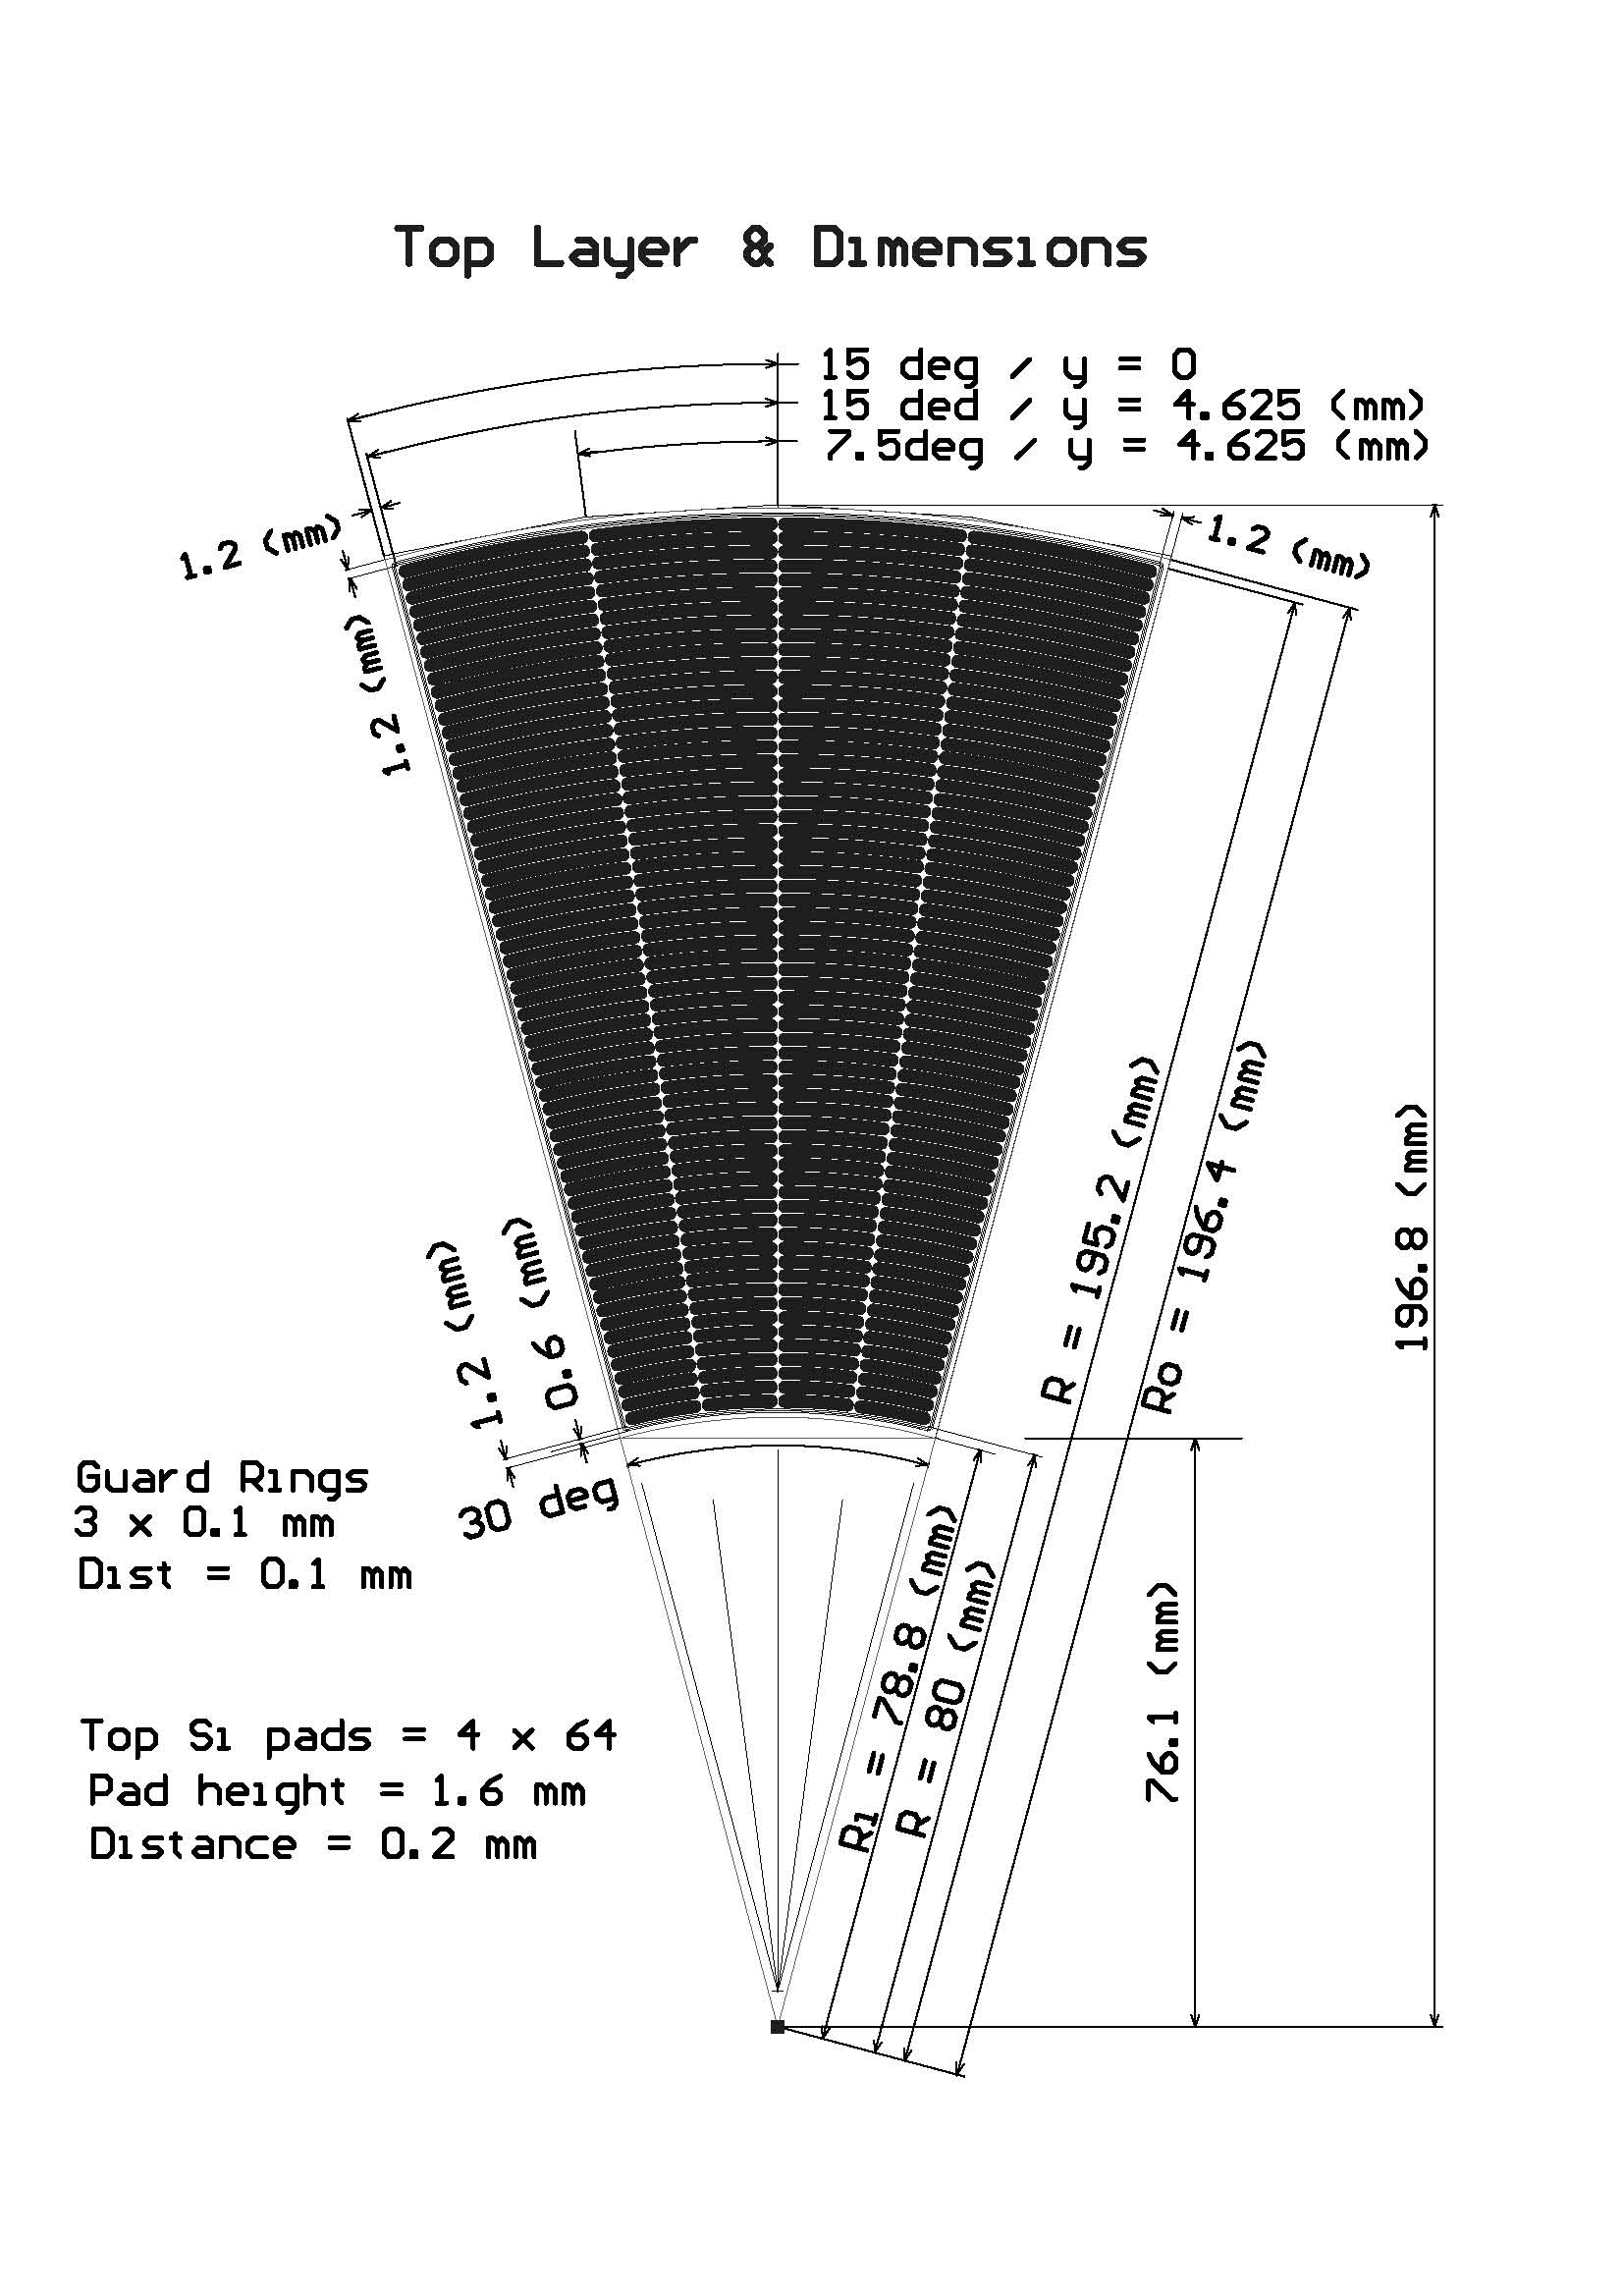 Top Layer & Dimensions
15 deg / y = 0
15 ded / y = 4.625 (mm)
7.5deg / y = 4.625 (mm)
1.2 (mm)
1.2 (mm)
1.2 (mm)
R = 195.2 (mm)
Ro = 196.4 (mm)
196.8 (mm)
1.2 (mm)
0.6 (mm)
30 deg
Guard Rings
3 x 0.1 mm
Dist = 0.1 mm
Ri = 78.8 (mm)
R = 80 (mm)
76.1 (mm)
Top Si pads = 4 x 64
Pad height = 1.6 mm
Distance = 0.2 mm